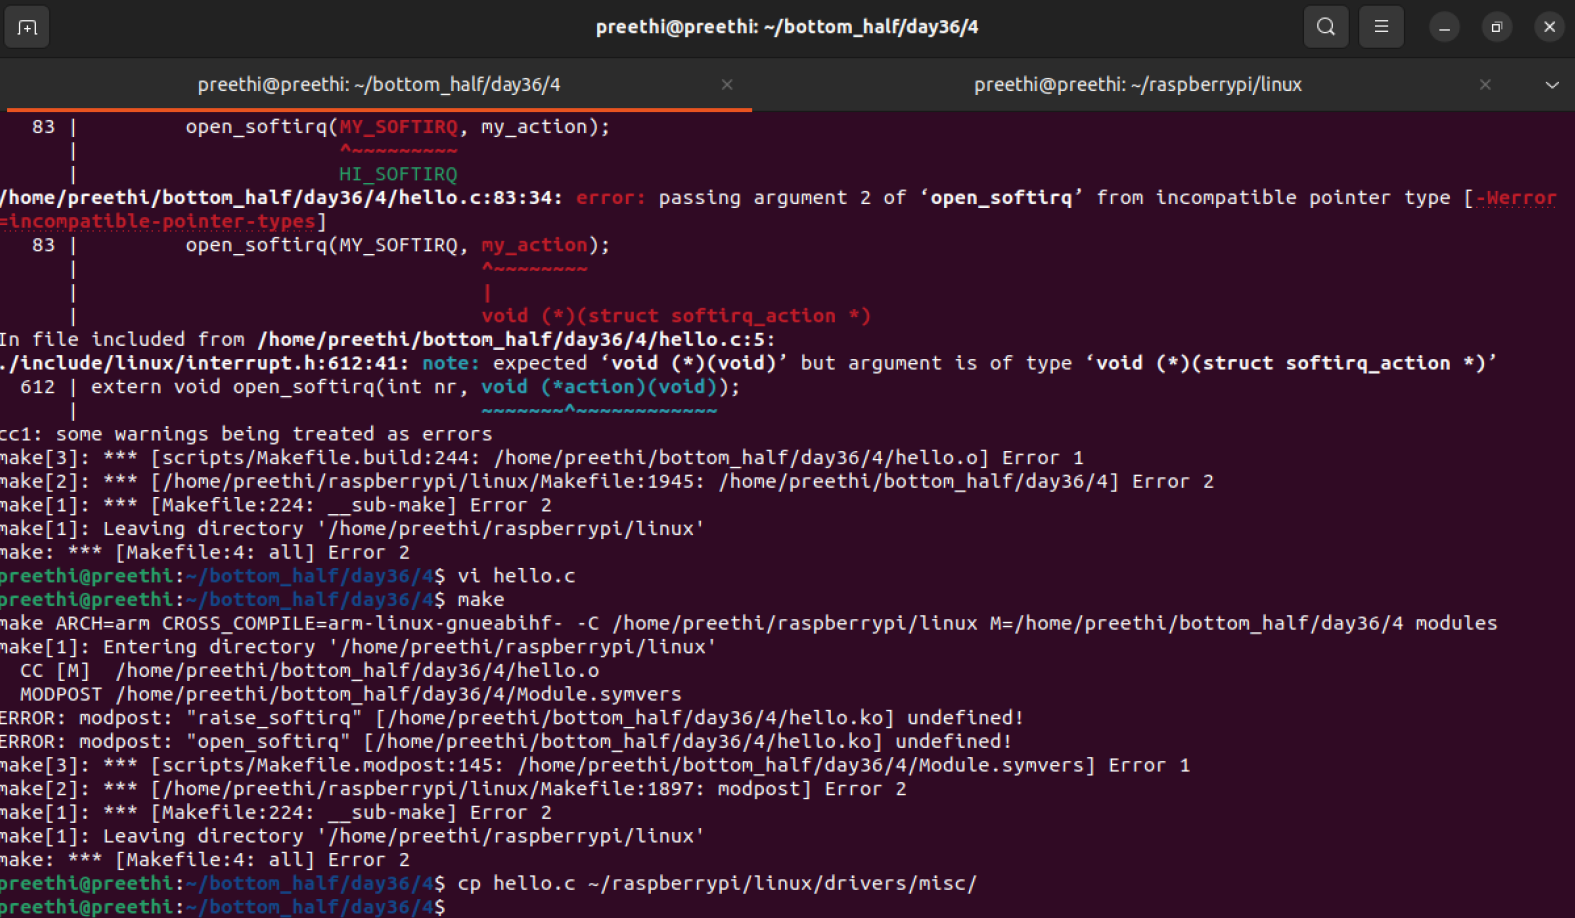 preethi@preethi: ~/bottom_half/day36/4
preethi@preethi: ~/bottom_half/day36/4
preethi@preethi: ~/raspberrypi/linux
   83 |         open_softirq(MY_SOFTIRQ, my_action);
      |                      ^~~~~~~~~~
      |                      HI_SOFTIRQ
/home/preethi/bottom_half/day36/4/hello.c:83:34: error: passing argument 2 of ‘open_softirq’ from incompatible pointer type [-Werror
=incompatible-pointer-types]
   83 |         open_softirq(MY_SOFTIRQ, my_action);
      |                                  ^~~~~~~~~
      |                                  |
      |                                  void (*)(struct softirq_action *)
In file included from /home/preethi/bottom_half/day36/4/hello.c:5:
./include/linux/interrupt.h:612:41: note: expected ‘void (*)(void)’ but argument is of type ‘void (*)(struct softirq_action *)’
  612 | extern void open_softirq(int nr, void (*action)(void));
      |                                  ~~~~~~~^~~~~~~~~~~~~
cc1: some warnings being treated as errors
make[3]: *** [scripts/Makefile.build:244: /home/preethi/bottom_half/day36/4/hello.o] Error 1
make[2]: *** [/home/preethi/raspberrypi/linux/Makefile:1945: /home/preethi/bottom_half/day36/4] Error 2
make[1]: *** [Makefile:224: __sub-make] Error 2
make[1]: Leaving directory '/home/preethi/raspberrypi/linux'
make: *** [Makefile:4: all] Error 2
preethi@preethi:~/bottom_half/day36/4$ vi hello.c
preethi@preethi:~/bottom_half/day36/4$ make
make ARCH=arm CROSS_COMPILE=arm-linux-gnueabihf- -C /home/preethi/raspberrypi/linux M=/home/preethi/bottom_half/day36/4 modules
make[1]: Entering directory '/home/preethi/raspberrypi/linux'
  CC [M]  /home/preethi/bottom_half/day36/4/hello.o
  MODPOST /home/preethi/bottom_half/day36/4/Module.symvers
ERROR: modpost: "raise_softirq" [/home/preethi/bottom_half/day36/4/hello.ko] undefined!
ERROR: modpost: "open_softirq" [/home/preethi/bottom_half/day36/4/hello.ko] undefined!
make[3]: *** [scripts/Makefile.modpost:145: /home/preethi/bottom_half/day36/4/Module.symvers] Error 1
make[2]: *** [/home/preethi/raspberrypi/linux/Makefile:1897: modpost] Error 2
make[1]: *** [Makefile:224: __sub-make] Error 2
make[1]: Leaving directory '/home/preethi/raspberrypi/linux'
make: *** [Makefile:4: all] Error 2
preethi@preethi:~/bottom_half/day36/4$ cp hello.c ~/raspberrypi/linux/drivers/misc/
preethi@preethi:~/bottom_half/day36/4$